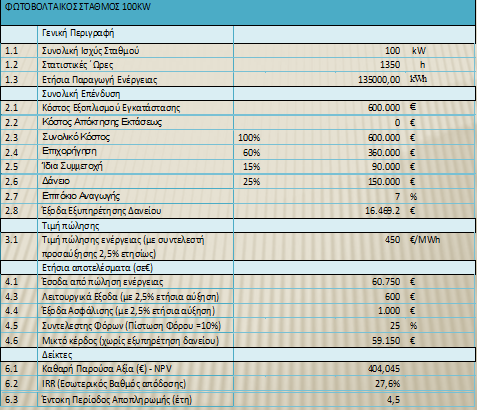 ΦΩΤΟΒΟΛΤΑΙΚΟΣ ΣΤΑΘΜΟΣ 100KW
Γενική Περιγραφή
1.1 Συνολική Ισχύς Σταθμού 100 kW
1.2 Στατιστικές Ώρες 1350 h
1.3 Ετήσια Παραγωγή Ενέργειας 135000,00 kWh
Συνολική Επένδυση
2.1 Κόστος Εξοπλισμού Εγκατάστασης 600.000 €
2.2 Κόστος Απόκτησης Εκτάσεως 0 €
2.3 Συνολικό Κόστος 100% 600.000 €
2.4 Επιχορήγηση 60% 360.000 €
2.5 Ίδια Συμμετοχή 15% 90.000 €
2.6 Δάνειο 25% 150.000 €
2.7 Επιτόκιο Αναγωγής 7 %
2.8 Έξοδα Εξυπηρέτησης Δανείου 16.469.2 €
Τιμή πώλησης
3.1 Τιμή πώλησης ενέργειας (με συντελεστή 450 €/MWh
προσαύξησης 2,5% ετησίως)
Ετήσια αποτελέσματα (σε€)
4.1 Έσοδα από πώληση ενέργειας 60.750 €
4.3 Λειτουργικά Εξοδα (με 2,5% ετήσια αύξηση) 600 €
4.4 Έξοδα Ασφάλισης (με 2,5% ετήσια αύξηση) 1.000 €
4.5 Συντελεστης Φόρων (Πίστωση Φόρου =10%) 25 %
4.6 Μικτό κέρδος (χωρίς εξυπηρέτηση δανείου) 59.150 €
Δείκτες
6.1 Καθαρή Παρούσα Αξία (€) - NPV 404,045
6.2 IRR (Εσωτερικός Βαθμός απόδοσης) 27,6%
6.3 Έντοκη Περίοδος Αποπληρωμής (έτη) 4,5